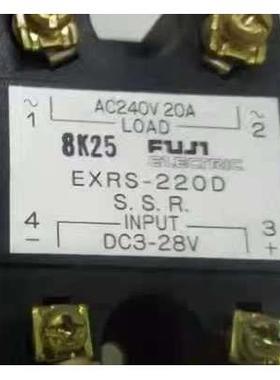 ~ AC240V 20A ~
1 LOAD 2
8K25 FUJI
ELECTRIC
EXRS-220D
S. S. R.
4 INPUT 3
− DC3-28V +